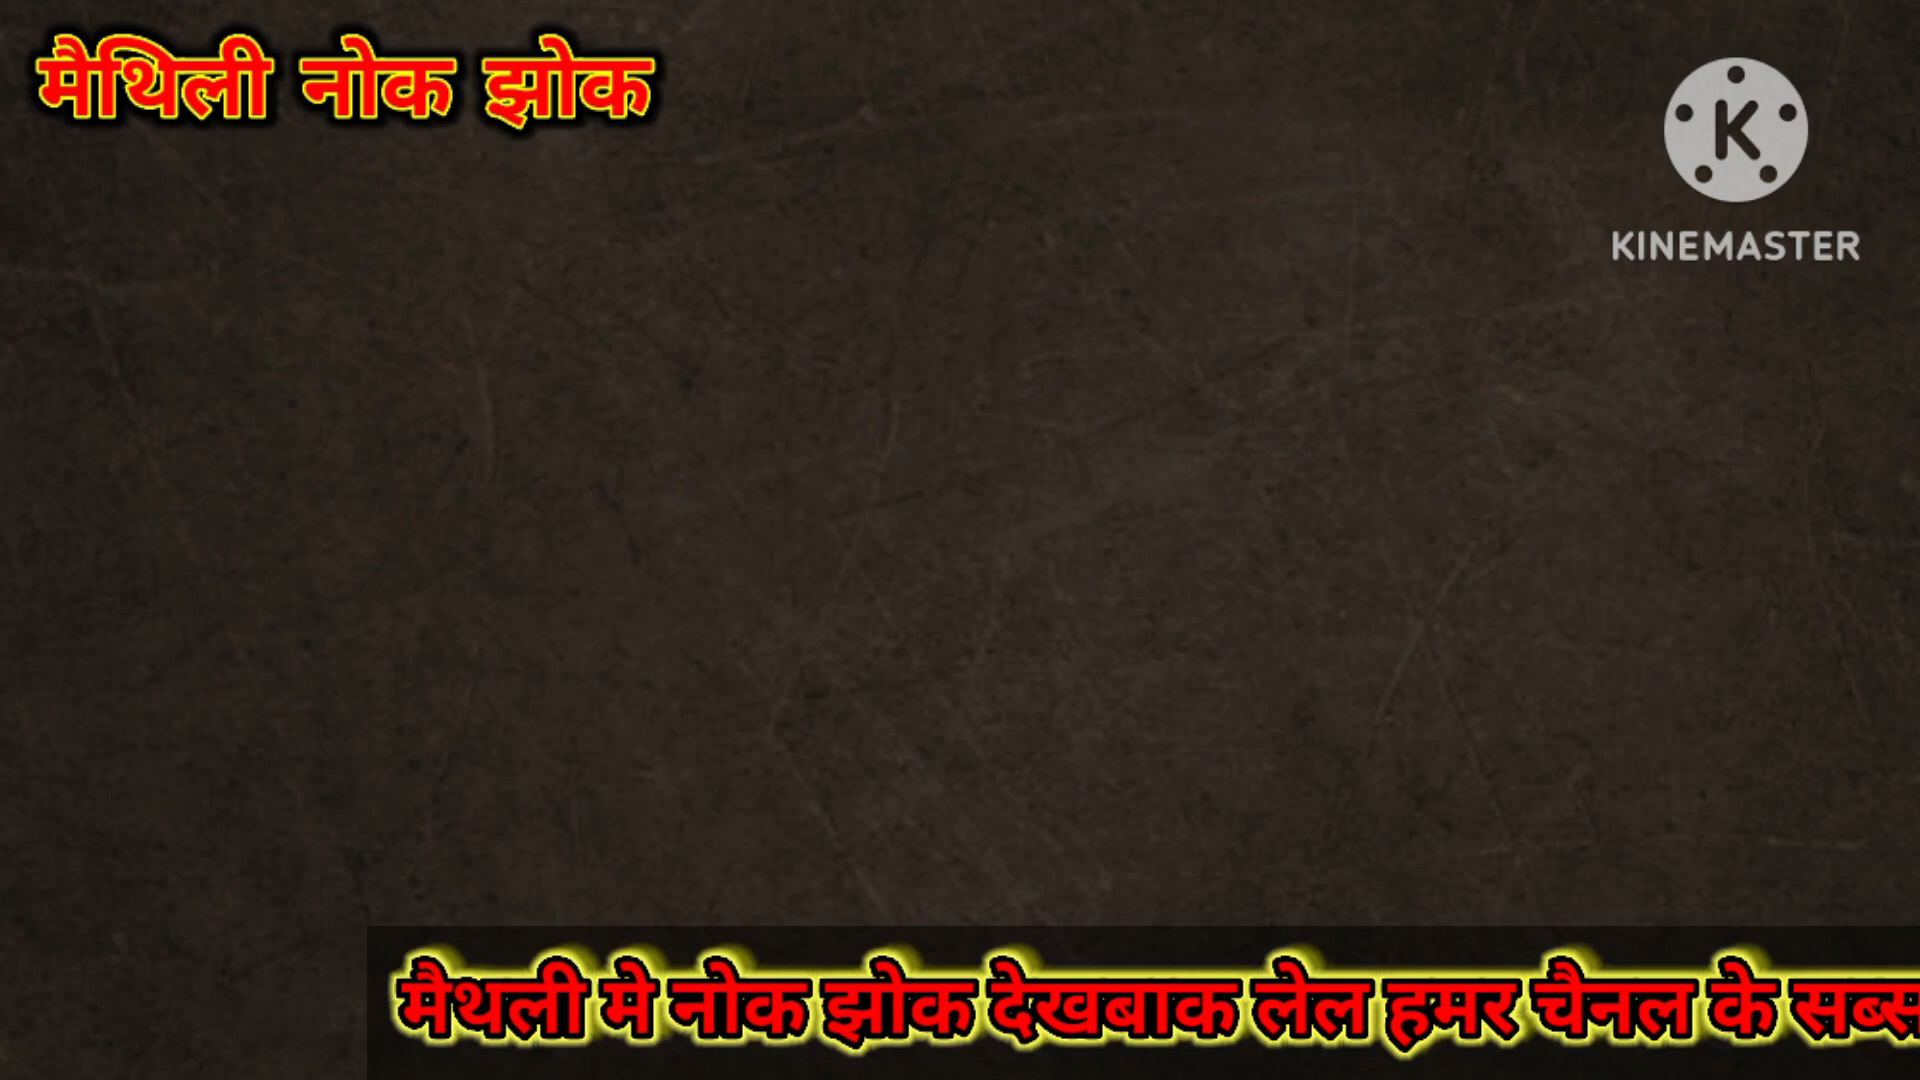 मैथिली नोक झोक
KINEMASTER
मैथली मे नोक झोक देखबाक लेल हमर चैनल के